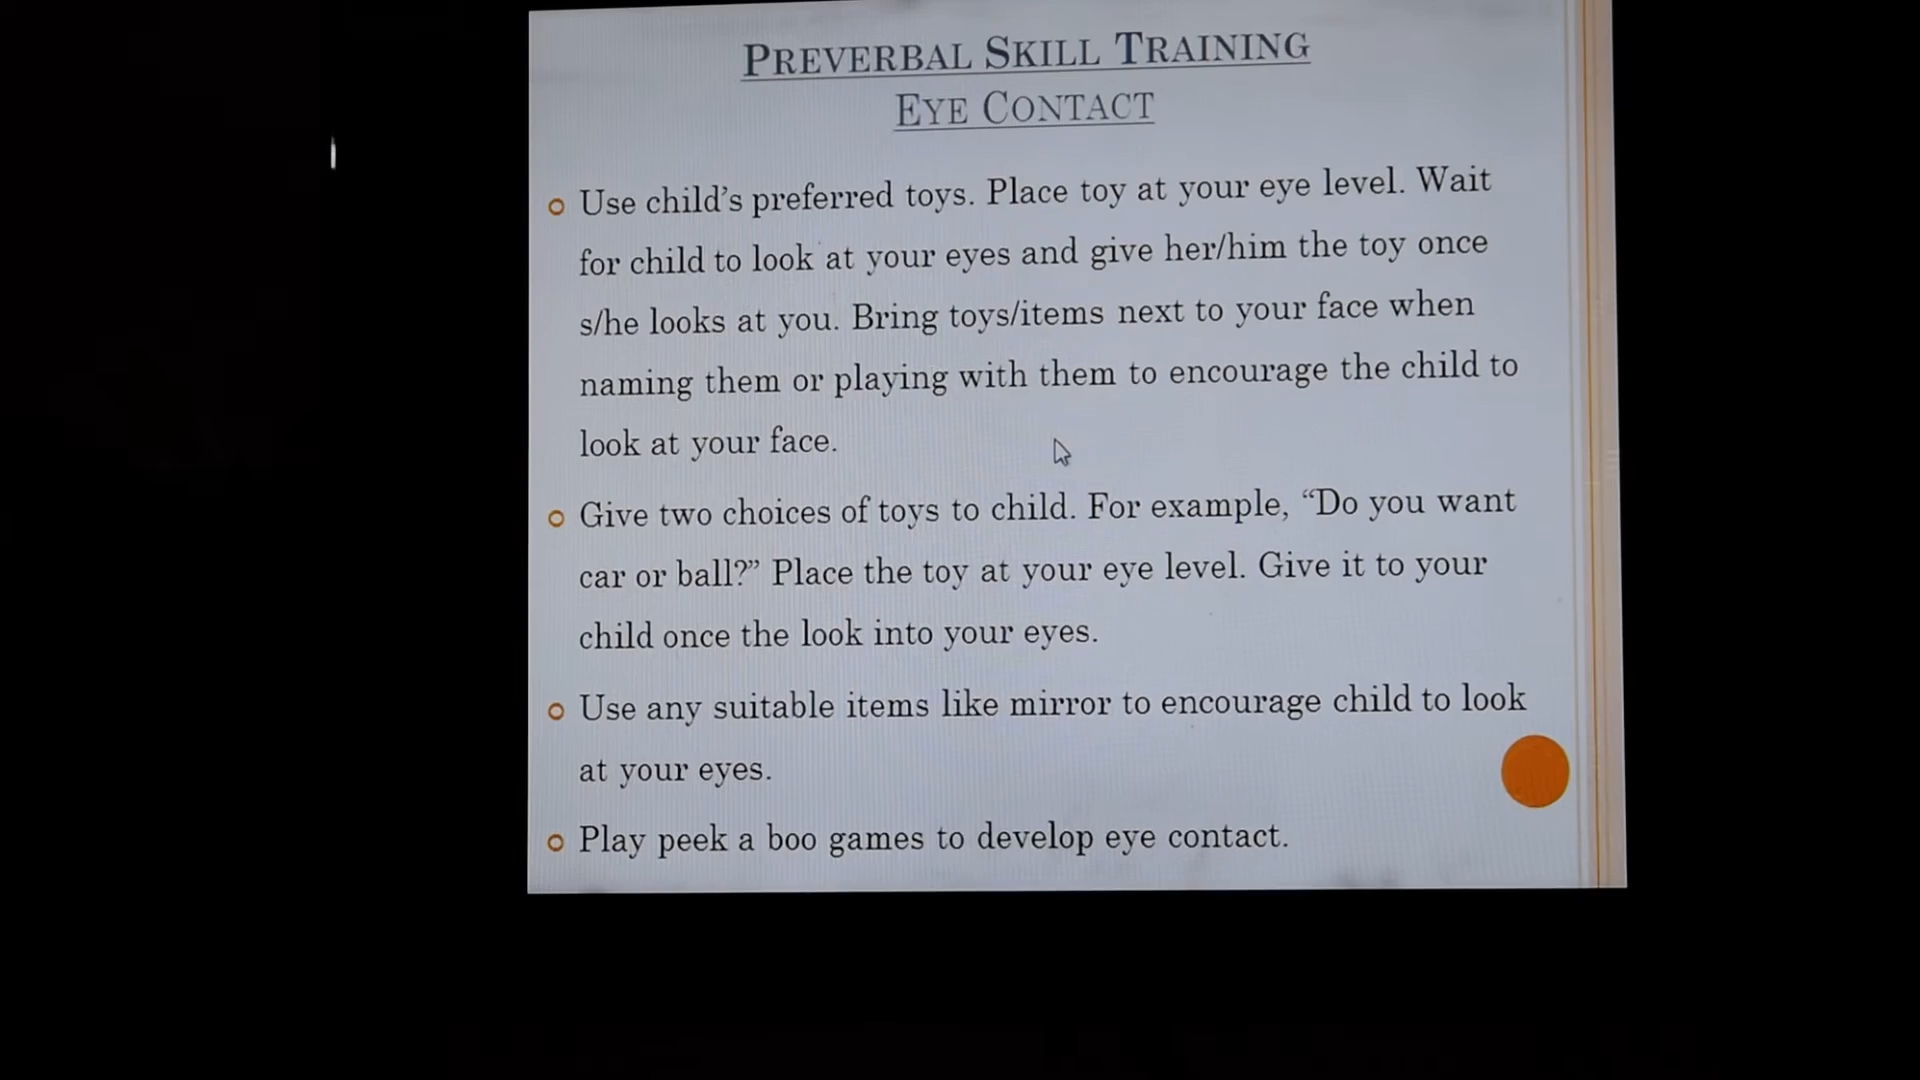 PREVERBAL SKILL TRAINING
EYE CONTACT
Use child's preferred toys. Place toy at your eye level. Wait
for child to look at your eyes and give her/him the toy once
s/he looks at you. Bring toys/items next to your face when
naming them or playing with them to encourage the child to
look at your face.
Give two choices of toys to child. For example, “Do you want
car or ball?” Place the toy at your eye level. Give it to your
child once the look into your eyes.
Use any suitable items like mirror to encourage child to look
at your eyes.
Play peek a boo games to develop eye contact.